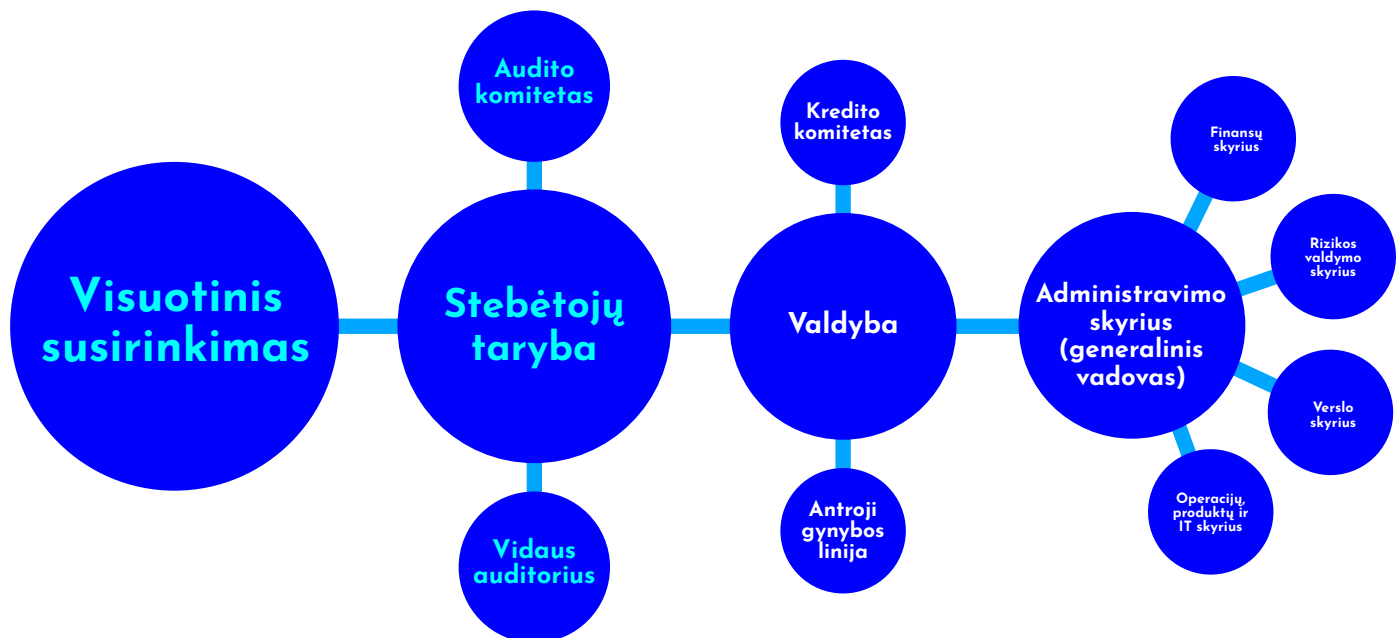 Visuotinis
susirinkimas
Audito
komitetas
Stebėtojų
taryba
Vidaus
auditorius
Kredito
komitetas
Valdyba
Antroji
gynybos
linija
Administravimo
skyrius
(generalinis
vadovas)
Finansų
skyrius
Rizikos
valdymo
skyrius
Verslo
skyrius
Operacijų,
produktų ir
IT skyrius